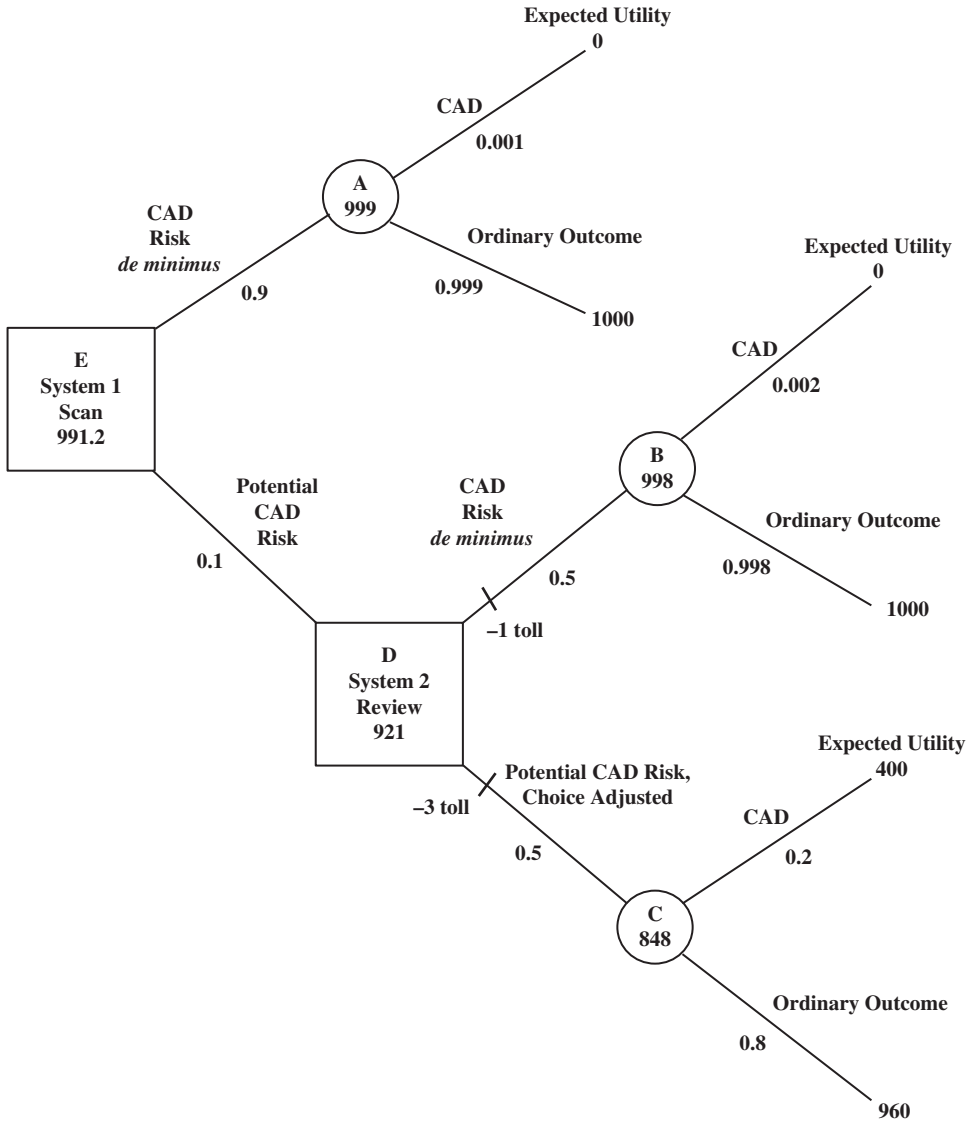 Expected Utility
0
CAD
0.001
A
999
CAD
Risk
de minimus
0.9
Ordinary Outcome
0.999
1000
E
System 1
Scan
991.2
Potential
CAD
Risk
0.1
Expected Utility
0
CAD
0.002
B
998
CAD
Risk
de minimus
0.5
Ordinary Outcome
0.998
1000
–1 toll
D
System 2
Review
921
–3 toll
Potential CAD Risk,
Choice Adjusted
0.5
Expected Utility
400
CAD
0.2
C
848
Ordinary Outcome
0.8
960